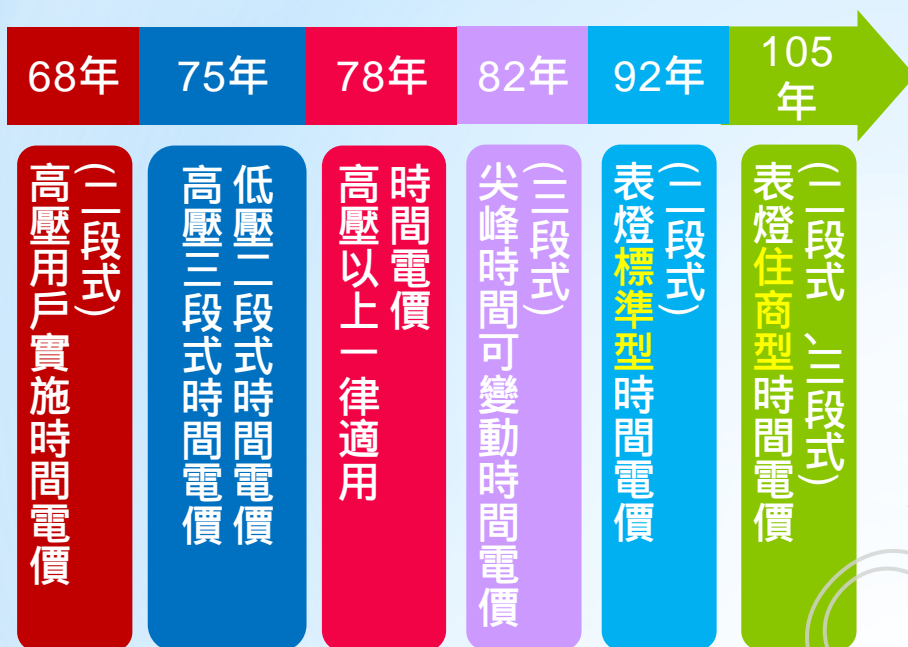 68年
75年
78年
82年
92年
105
年
（二段式）
高壓用戶實施時間電價
低壓二段式時間電價
高壓三段式時間電價
時間電價
高壓以上一律適用
（三段式）
尖峰時間可變動時間電價
（二段式）
表燈標準型時間電價
（二段式、三段式）
表燈住商型時間電價